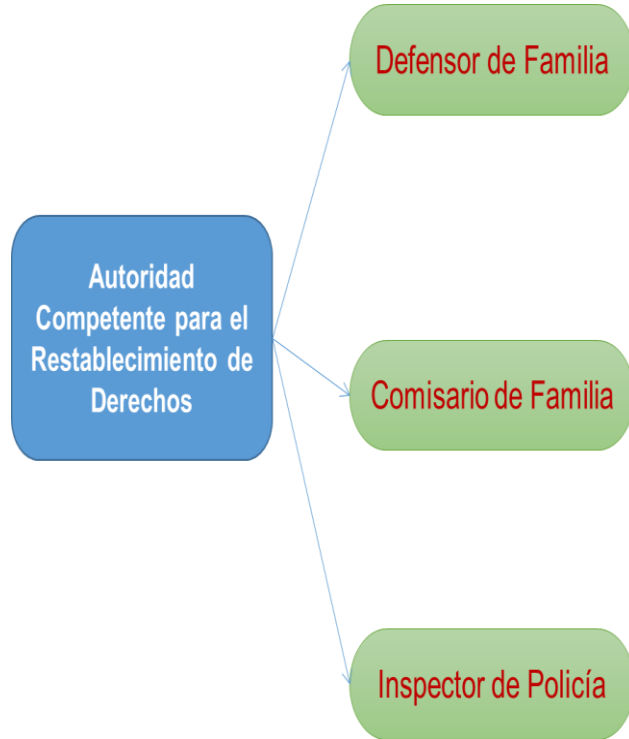 Defensor de Familia
Autoridad
Competente para el
Restablecimiento de
Derechos
Comisario de Familia
Inspector de Policía